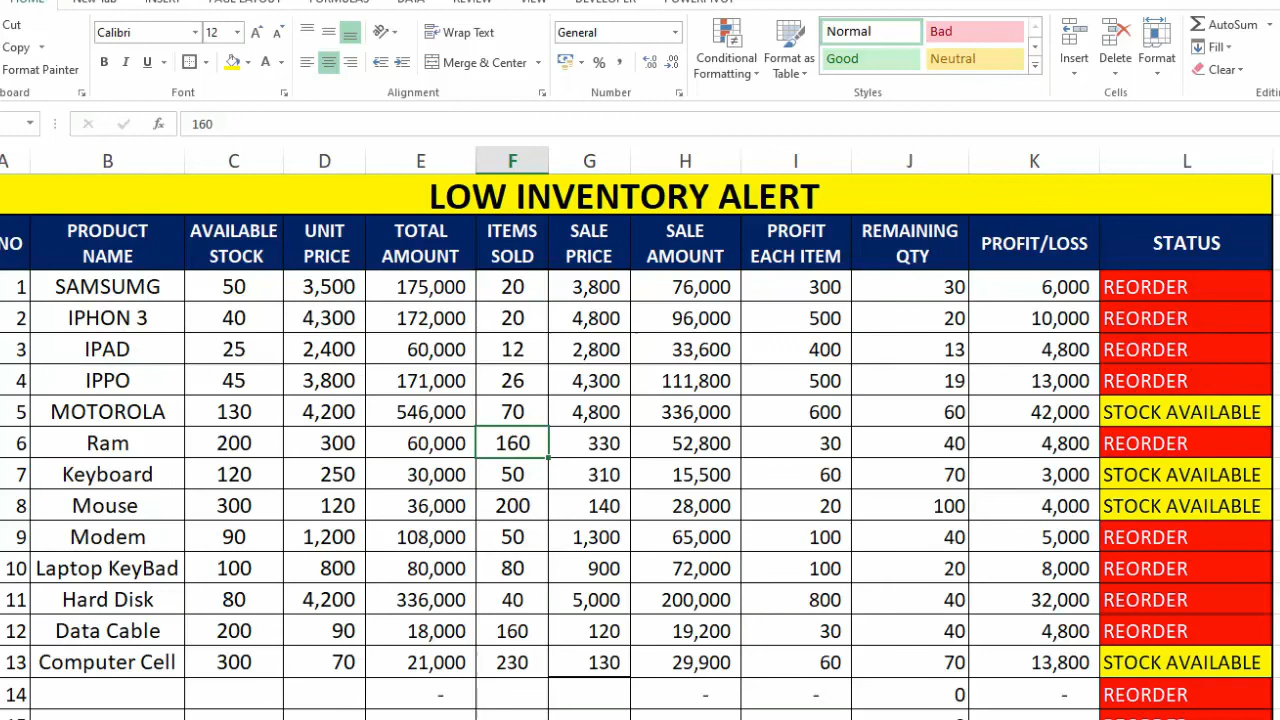 HOME New Tab INSERT PAGE LAYOUT FORMULAS DATA REVIEW VIEW DEVELOPER POWERPIVOT
Cut
Copy
Format Painter
Calibri 12
B I U A
Wrap Text
Merge & Center
General
%
Conditional
Formatting
Format as
Table
Normal Bad
Good Neutral
Insert Delete Format
AutoSum
Fill
Clear
Font Alignment Number Styles Cells
fx 160
A B C D E F G H I J K L
LOW INVENTORY ALERT
NO PRODUCT NAME AVAILABLE STOCK UNIT PRICE TOTAL AMOUNT ITEMS SOLD SALE PRICE SALE AMOUNT PROFIT EACH ITEM REMAINING QTY PROFIT/LOSS STATUS
1 SAMSUMG 50 3,500 175,000 20 3,800 76,000 300 30 6,000 REORDER
2 IPHON 3 40 4,300 172,000 20 4,800 96,000 500 20 10,000 REORDER
3 IPAD 25 2,400 60,000 12 2,800 33,600 400 13 4,800 REORDER
4 IPPO 45 3,800 171,000 26 4,300 111,800 500 19 13,000 REORDER
5 MOTOROLA 130 4,200 546,000 70 4,800 336,000 600 60 42,000 STOCK AVAILABLE
6 Ram 200 300 60,000 160 330 52,800 30 40 4,800 REORDER
7 Keyboard 120 250 30,000 50 310 15,500 60 70 3,000 STOCK AVAILABLE
8 Mouse 300 120 36,000 200 140 28,000 20 100 4,000 STOCK AVAILABLE
9 Modem 90 1,200 108,000 50 1,300 65,000 100 40 5,000 REORDER
10 Laptop KeyBad 100 800 80,000 80 900 72,000 100 20 8,000 REORDER
11 Hard Disk 80 4,200 336,000 40 5,000 200,000 800 40 32,000 REORDER
12 Data Cable 200 90 18,000 160 120 19,200 30 40 4,800 REORDER
13 Computer Cell 300 70 21,000 230 130 29,900 60 70 13,800 STOCK AVAILABLE
14 - - - 0 - REORDER